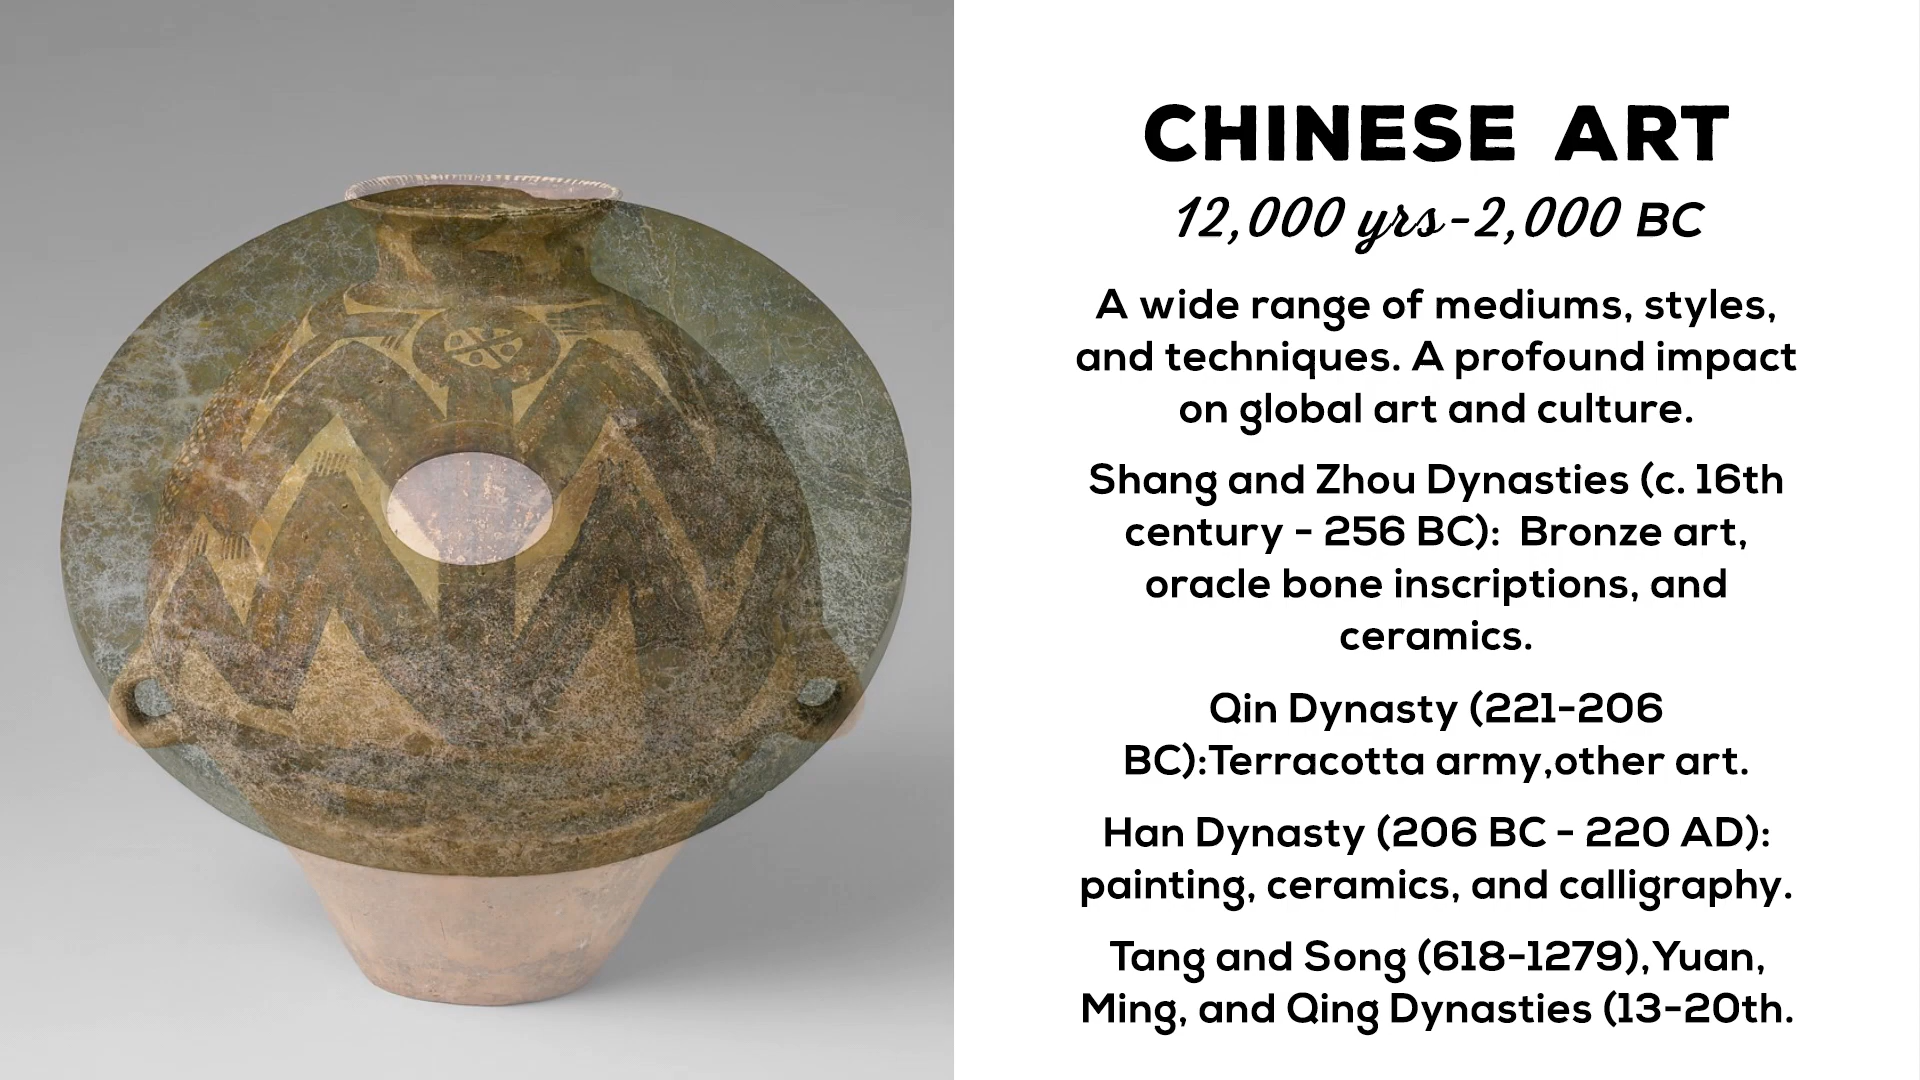 CHINESE ART
12,000 yrs-2,000 BC
A wide range of mediums, styles,
and techniques. A profound impact
on global art and culture.
Shang and Zhou Dynasties (c. 16th
century - 256 BC):  Bronze art,
oracle bone inscriptions, and
ceramics.
Qin Dynasty (221-206
BC):Terracotta army,other art.
Han Dynasty (206 BC - 220 AD):
painting, ceramics, and calligraphy.
Tang and Song (618-1279),Yuan,
Ming, and Qing Dynasties (13-20th.